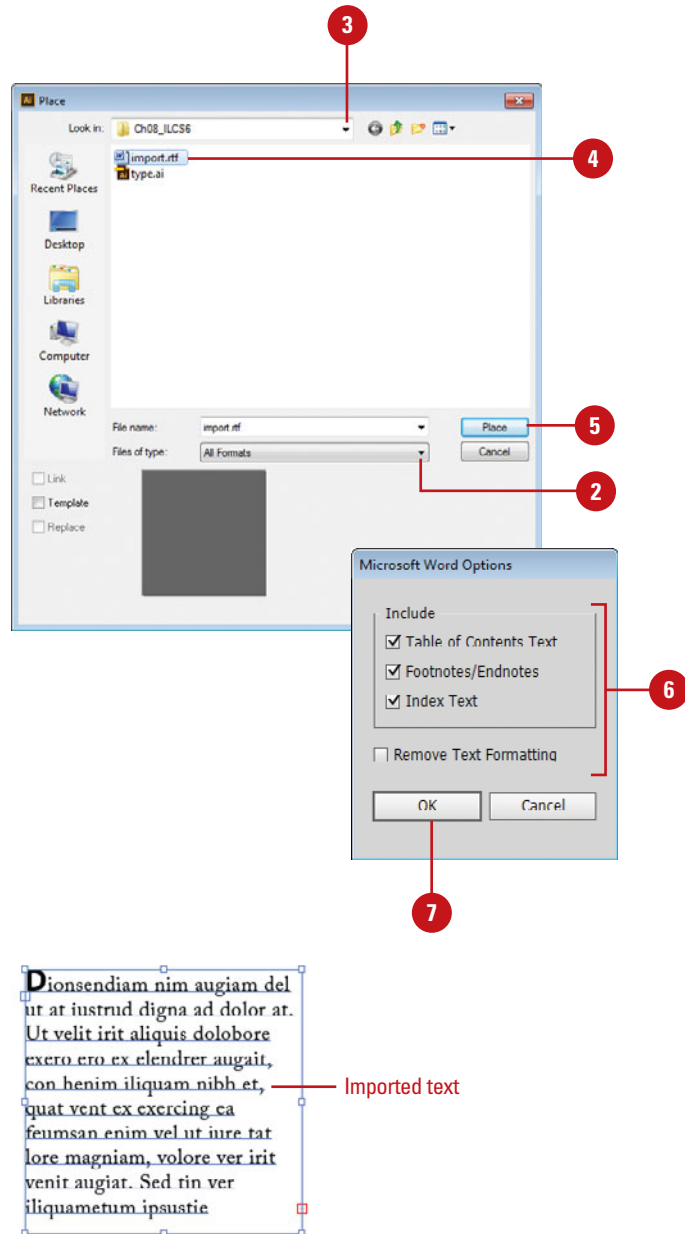 3
Ai Place
Look in: Ch08_ILCS6
import.rtf
4
type.ai
Recent Places
Desktop
Libraries
Computer
Network
File name: import.rtf Place
5
Files of type: All Formats Cancel
Link
2
Template
Replace
Microsoft Word Options
Include
Table of Contents Text
Footnotes/Endnotes
6
Index Text
Remove Text Formatting
OK Cancel
7
Dionsendiam nim augiam del
ut at iustrud digna ad dolor at.
Ut velit irit aliquis dolobore
exero ero ex elendrer augait,
con henim iliquam nibh et,
Imported text
quat vent ex exercing ea
feumsan enim vel ut iure tat
lore magniam, volore ver irit
venit augiat. Sed tin ver
iliquametum ipsustie